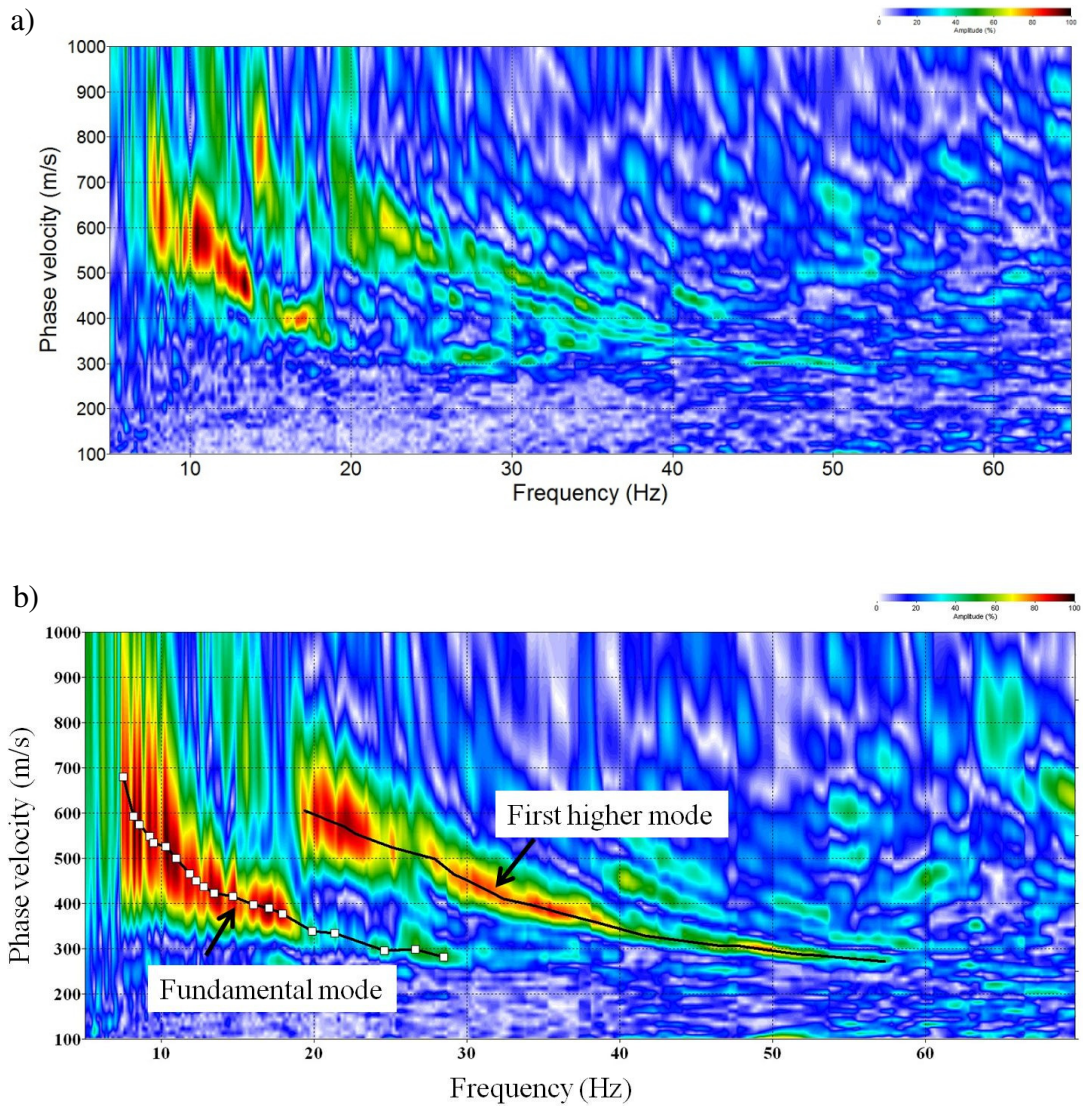 a)
0 20 40 60 80 100
Amplitude (%)
1000
900
800
700
600
500
400
300
200
100
Phase velocity (m/s)
10 20 30 40 50 60
Frequency (Hz)
b)
0 20 40 60 80 100
Amplitude (%)
1000
900
800
700
600
500
400
300
200
100
Phase velocity (m/s)
First higher mode
Fundamental mode
10 20 30 40 50 60
Frequency (Hz)